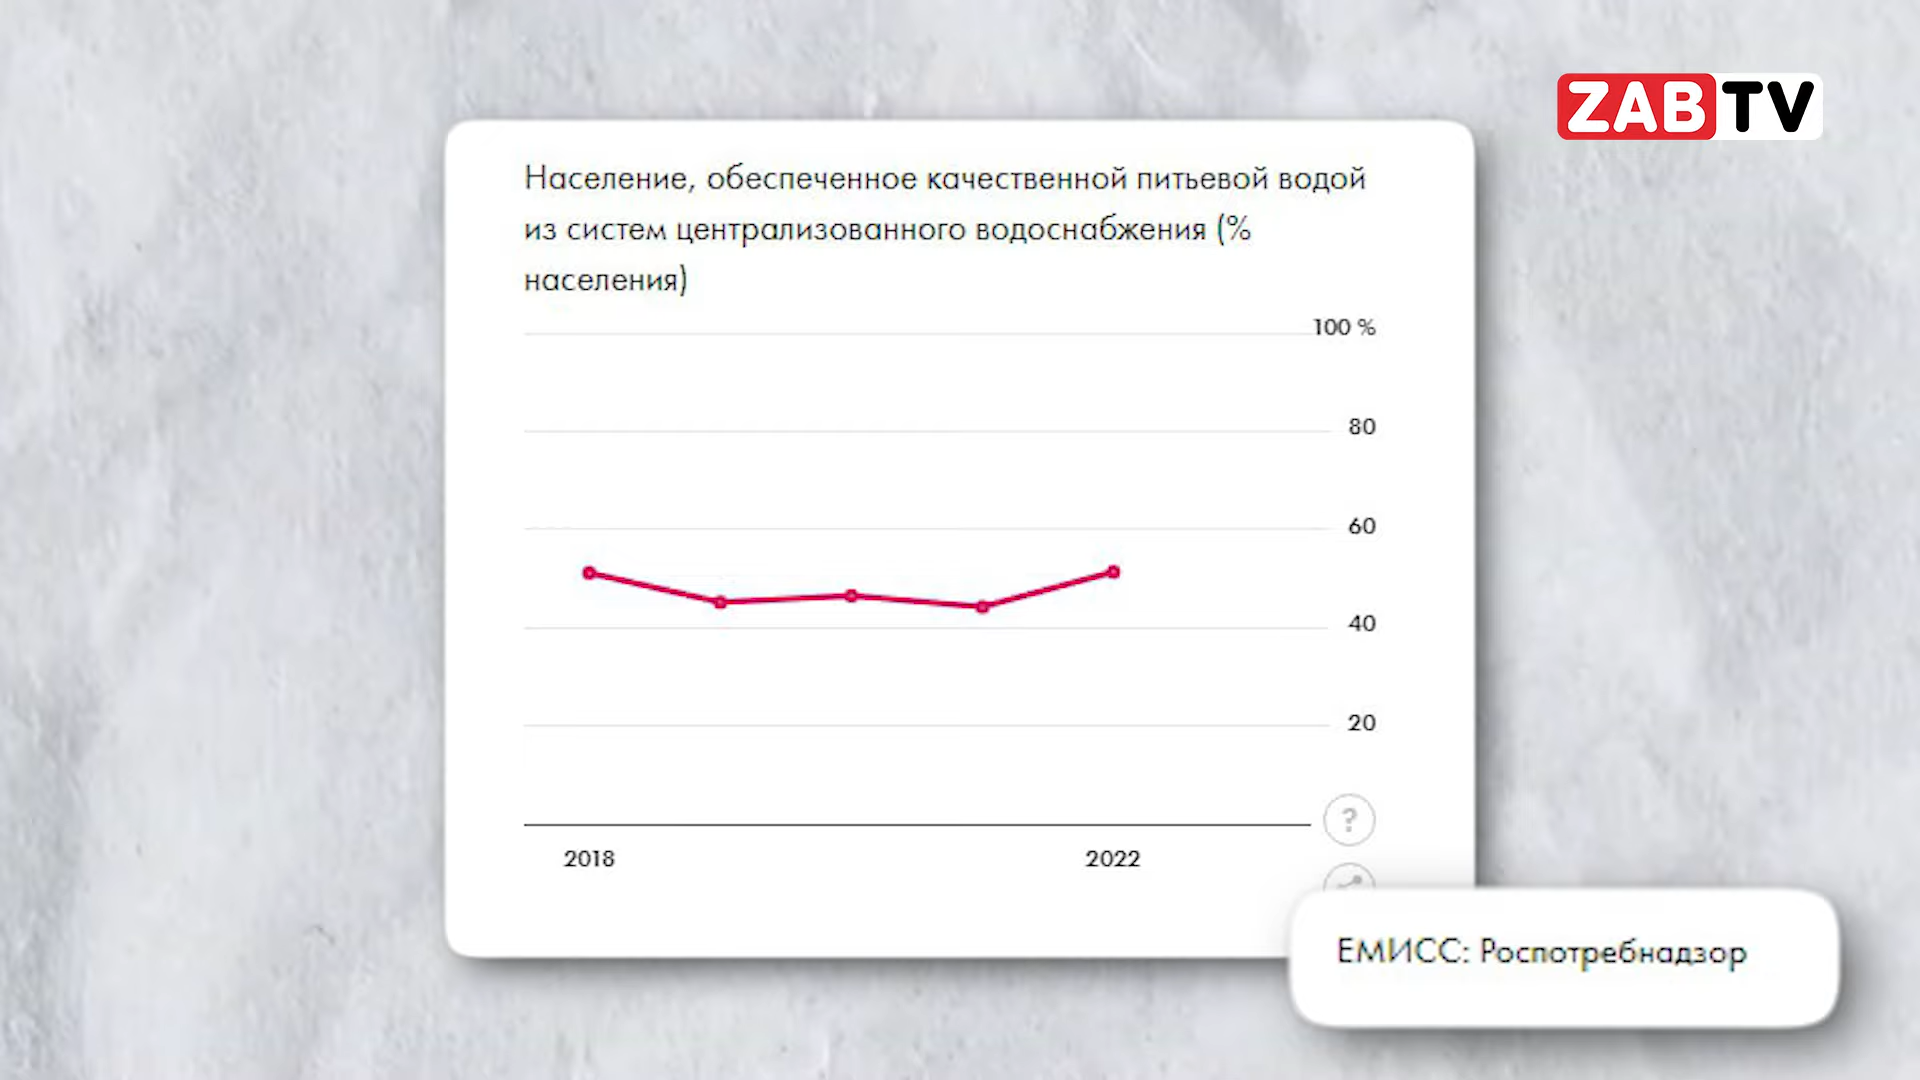 ZABTV
Население, обеспеченное качественной питьевой водой
из систем централизованного водоснабжения (%
населения)
100 %
80
60
40
20
?
2018
2022
ЕМИСС: Роспотребнадзор